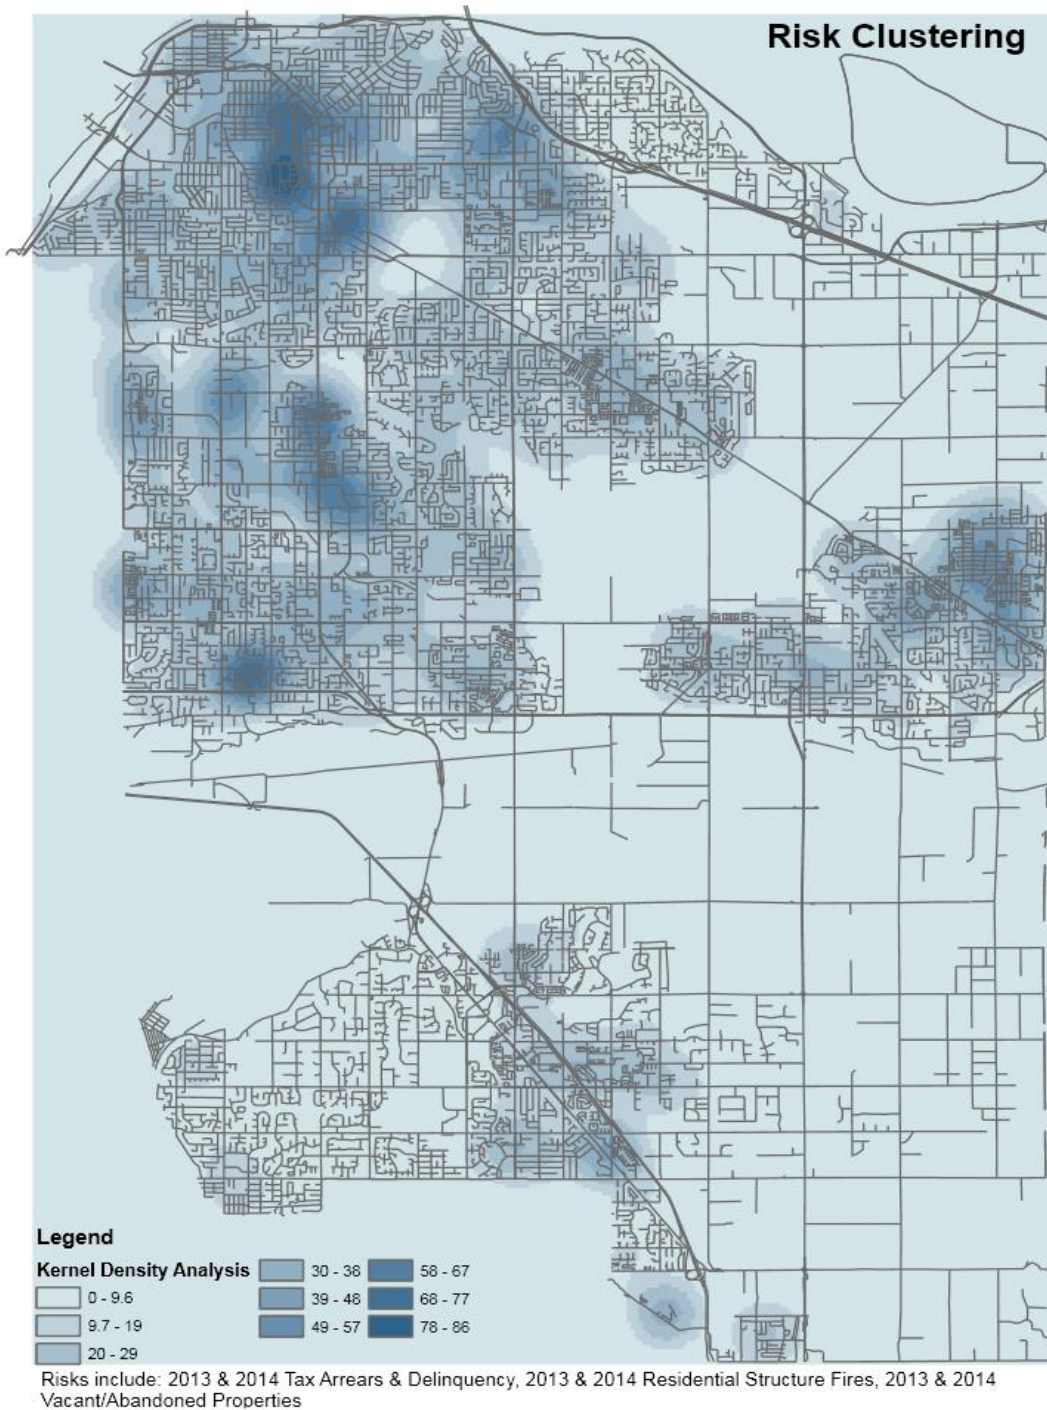 Risk Clustering
Legend
Kernel Density Analysis
0 - 9.6
9.7 - 19
20 - 29
30 - 38
39 - 48
49 - 57
58 - 67
68 - 77
78 - 86
Risks include: 2013 & 2014 Tax Arrears & Delinquency, 2013 & 2014 Residential Structure Fires, 2013 & 2014
Vacant/Abandoned Properties